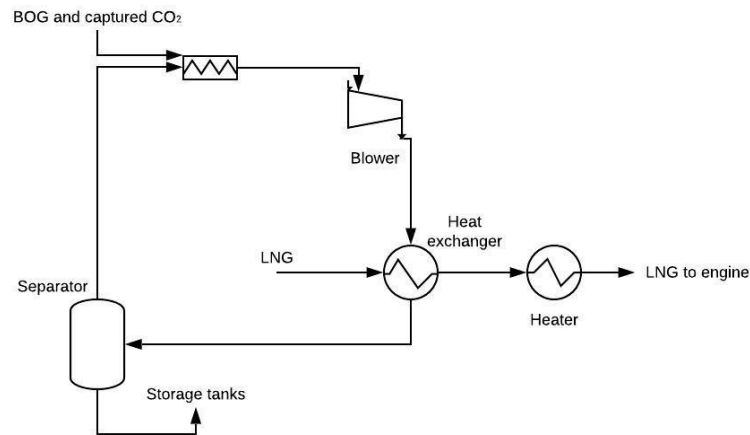 BOG and captured CO₂
Blower
Heat
exchanger
LNG
LNG to engine
Separator
Heater
Storage tanks